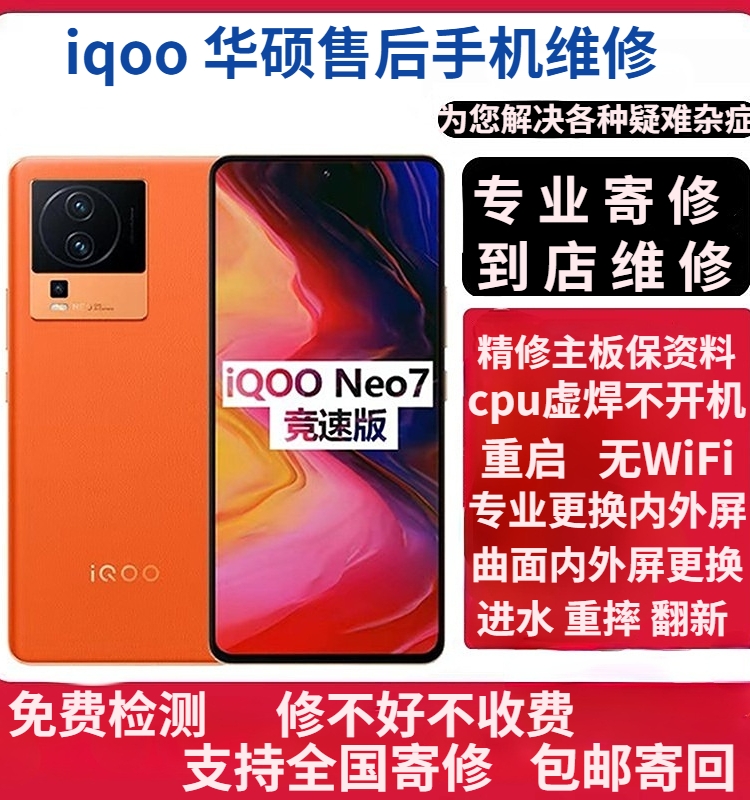 iqoo 华硕售后手机维修
为您解决各种疑难杂症
专业寄修
到店维修
iQOO Neo7
竞速版
iQOO
精修主板保资料
cpu虚焊不开机
重启 无WiFi
专业更换内外屏
曲面内外屏更换
进水 重摔 翻新
免费检测 修不好不收费
支持全国寄修 包邮寄回